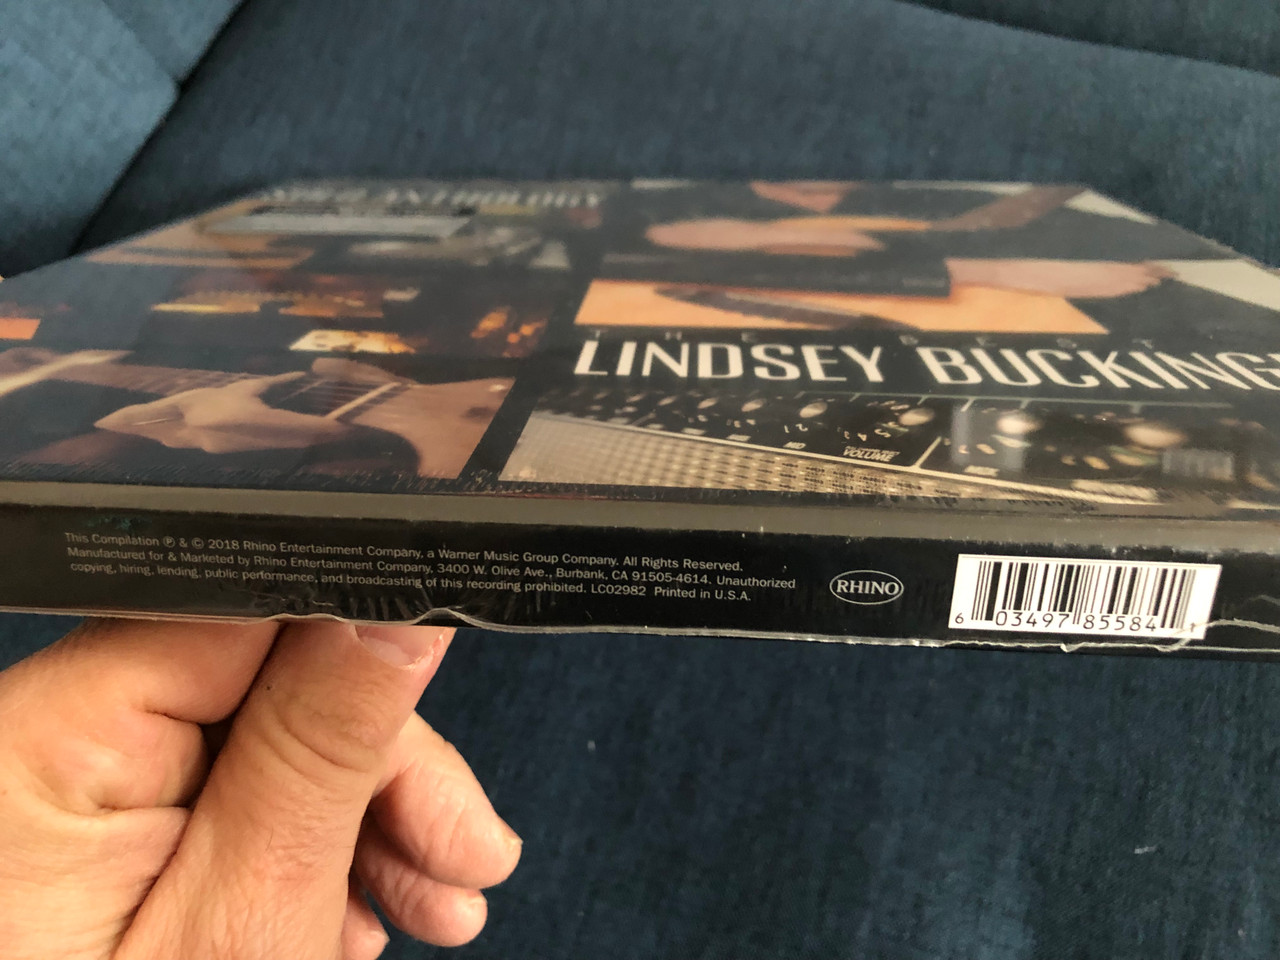 ANTHOLOGY
THE BEST
LINDSEY BUCKING
VOLUME
This Compilation ℗ & © 2018 Rhino Entertainment Company, a Warner Music Group Company. All Rights Reserved.
Manufactured for & Marketed by Rhino Entertainment Company, 3400 W. Olive Ave., Burbank, CA 91505-4614. Unauthorized
copying, hiring, lending, public performance, and broadcasting of this recording prohibited. LC02982 Printed in U.S.A.
RHINO
6 03497 85584